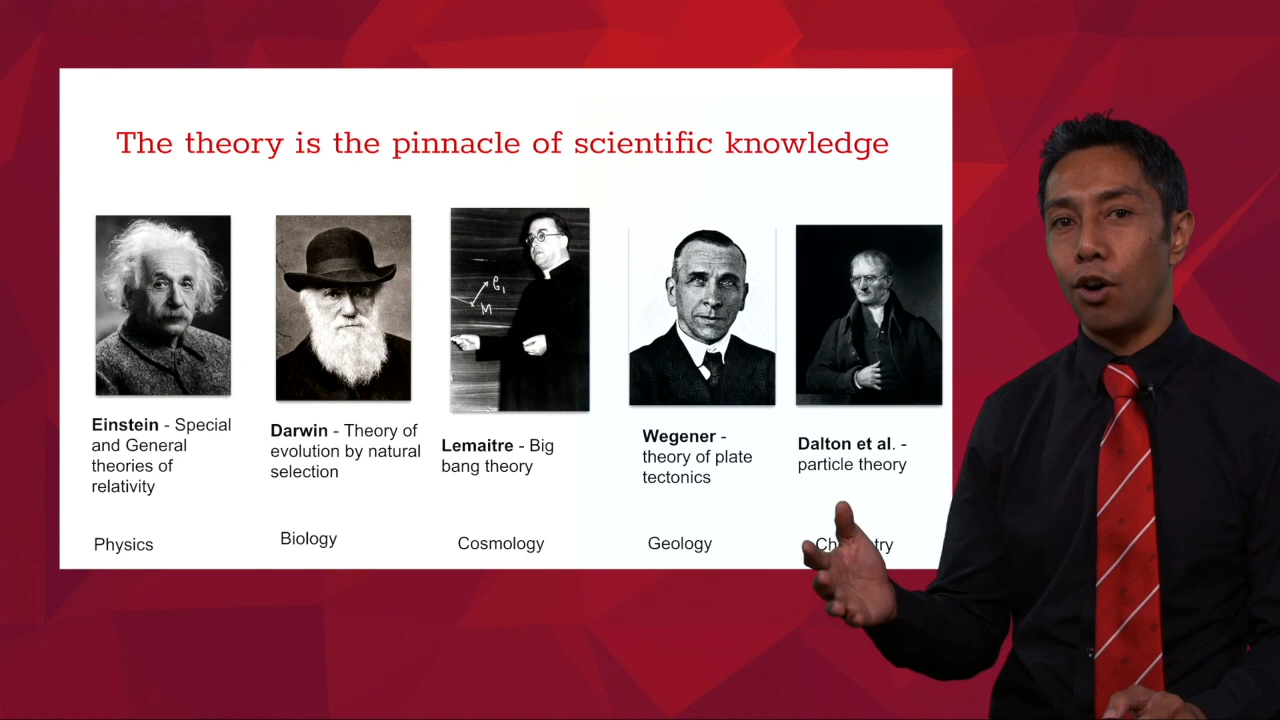 The theory is the pinnacle of scientific knowledge
Einstein - Special
and General
theories of
relativity
Darwin - Theory of
evolution by natural
selection
Lemaitre - Big
bang theory
Wegener -
theory of plate
tectonics
Dalton et al. -
particle theory
Physics
Biology
Cosmology
Geology